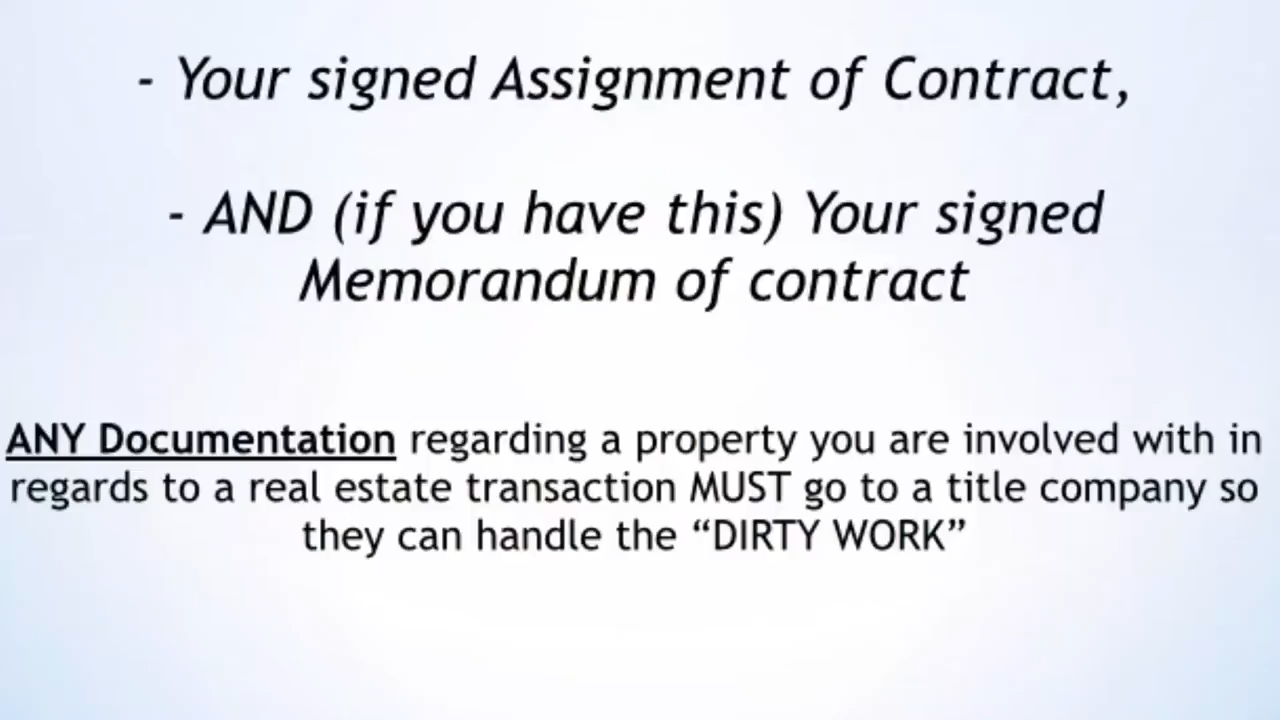 - Your signed Assignment of Contract,
- AND (if you have this) Your signed
Memorandum of contract
ANY Documentation regarding a property you are involved with in
regards to a real estate transaction MUST go to a title company so
they can handle the “DIRTY WORK”